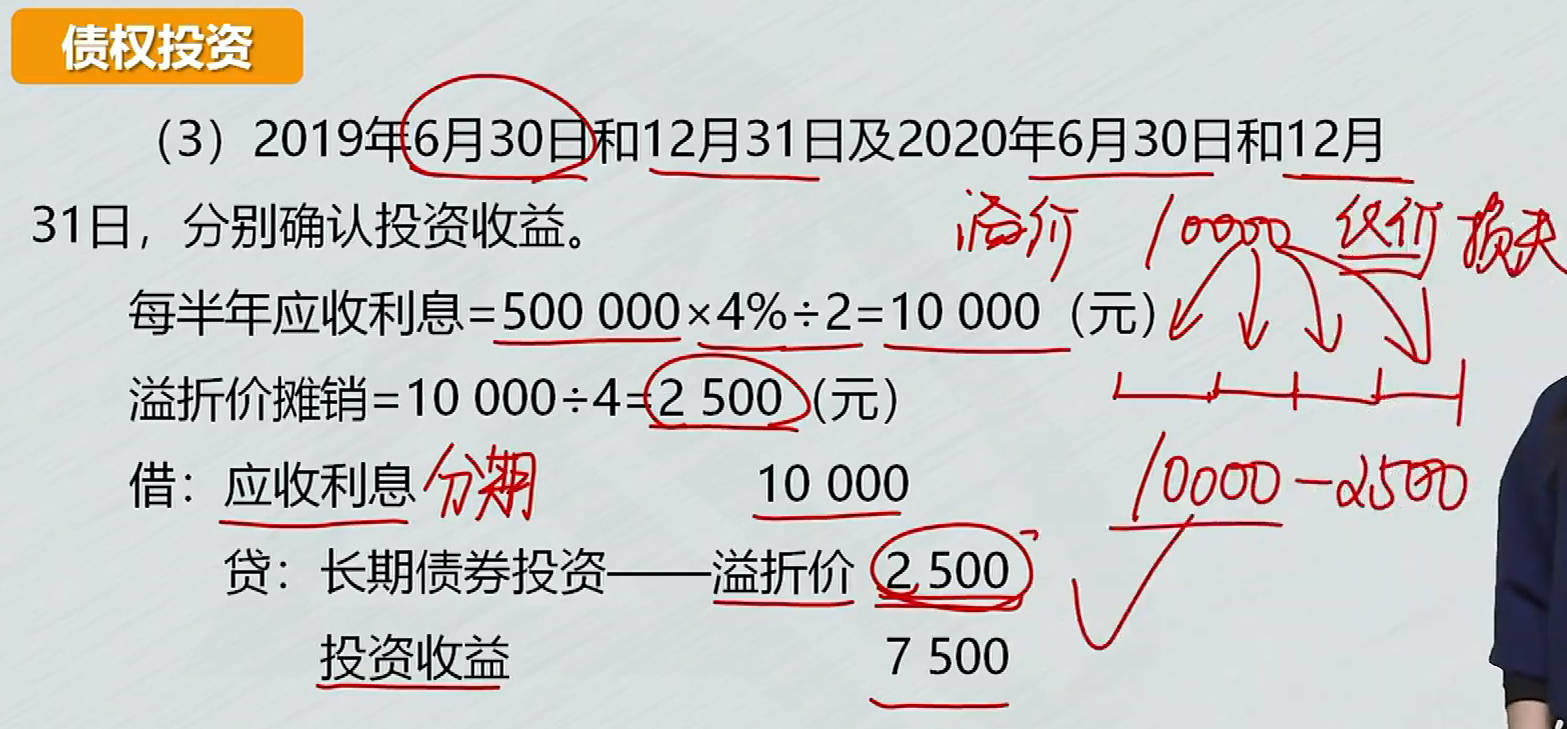 债权投资
（3）2019年6月30日和12月31日及2020年6月30日和12月
31日，分别确认投资收益。
溢价 10000 终价 损失
每半年应收利息=500 000×4%÷2=10 000（元）
溢折价摊销=10 000÷4=2 500（元）
借：应收利息 分期 10 000
10000-2500
贷：长期债券投资——溢折价 2 500
投资收益 7 500